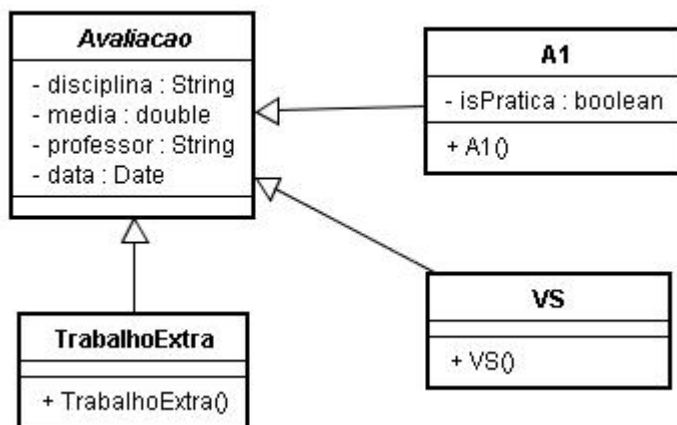 Avaliacao
- disciplina : String
- media : double
- professor : String
- data : Date
A1
- isPratica : boolean
+ A1()
TrabalhoExtra
+ TrabalhoExtra()
VS
+ VS()